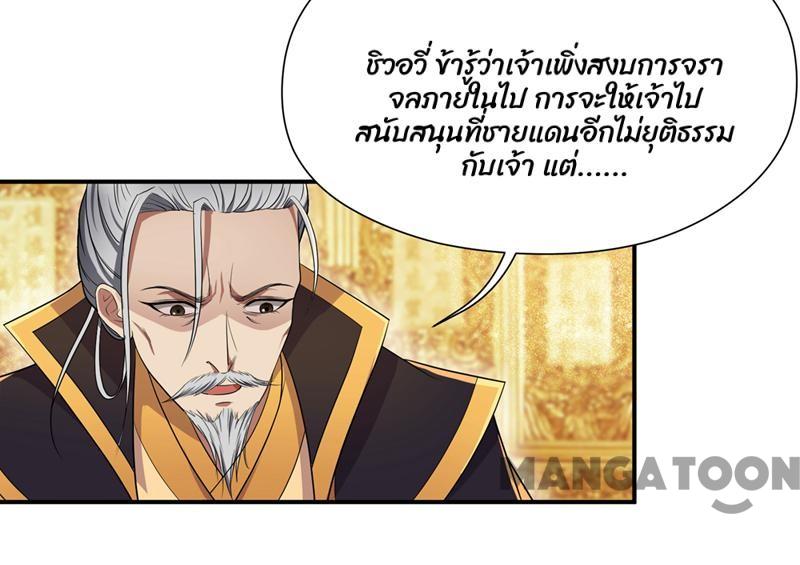 ชิวอวี่ ข้ารู้ว่าเจ้าเพิ่งสงบการจรา
จลภายในไป การจะให้เจ้าไป
สนับสนุนที่ชายแดนอีกไม่ยุติธรรม
กับเจ้า แต่......
MANGATOON